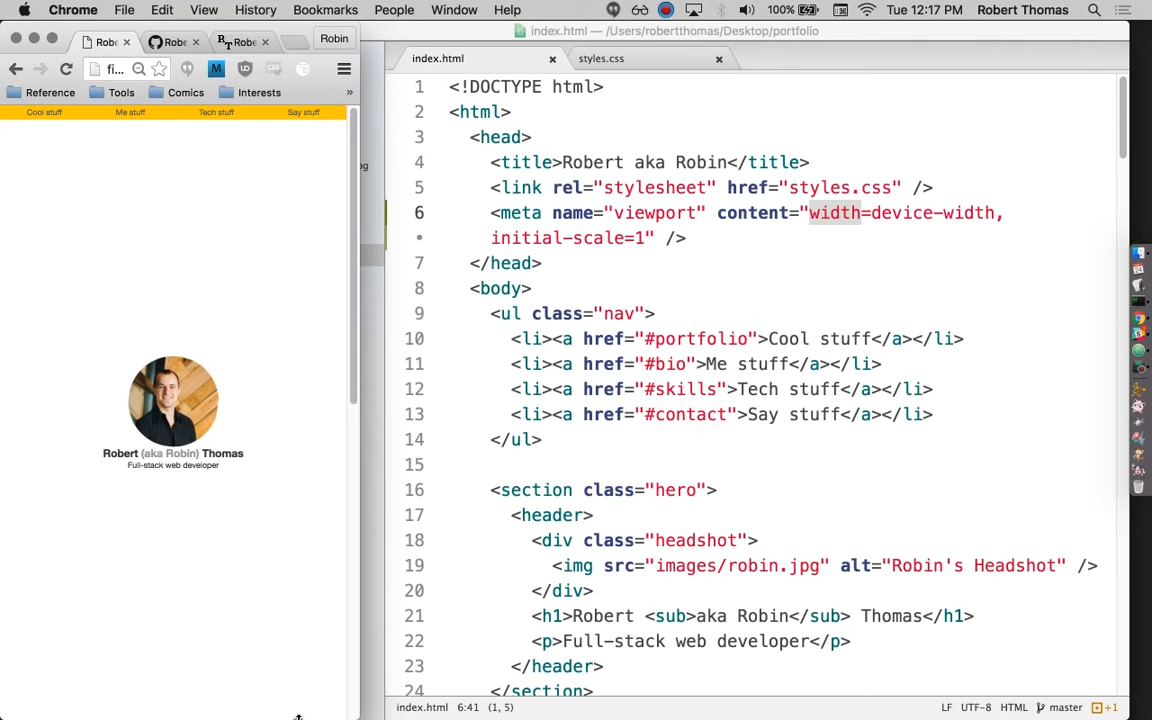 Chrome File Edit View History Bookmarks People Window Help 100% Tue 12:17 PM Robert Thomas
Robe Robe Robe Robin
fi...
Reference Tools Comics Interests »
Cool stuff Me stuff Tech stuff Say stuff
Robert (aka Robin) Thomas
Full-stack web developer
index.html — /Users/robertthomas/Desktop/portfolio
index.html styles.css
1 <!DOCTYPE html>
2 <html>
3 <head>
4 <title>Robert aka Robin</title>
5 <link rel="stylesheet" href="styles.css" />
6 <meta name="viewport" content="width=device-width,
• initial-scale=1" />
7 </head>
8 <body>
9 <ul class="nav">
10 <li><a href="#portfolio">Cool stuff</a></li>
11 <li><a href="#bio">Me stuff</a></li>
12 <li><a href="#skills">Tech stuff</a></li>
13 <li><a href="#contact">Say stuff</a></li>
14 </ul>
15
16 <section class="hero">
17 <header>
18 <div class="headshot">
19 <img src="images/robin.jpg" alt="Robin's Headshot" />
20 </div>
21 <h1>Robert <sub>aka Robin</sub> Thomas</h1>
22 <p>Full-stack web developer</p>
23 </header>
24 </section>
index.html 6:41 (1, 5) LF UTF-8 HTML master +1